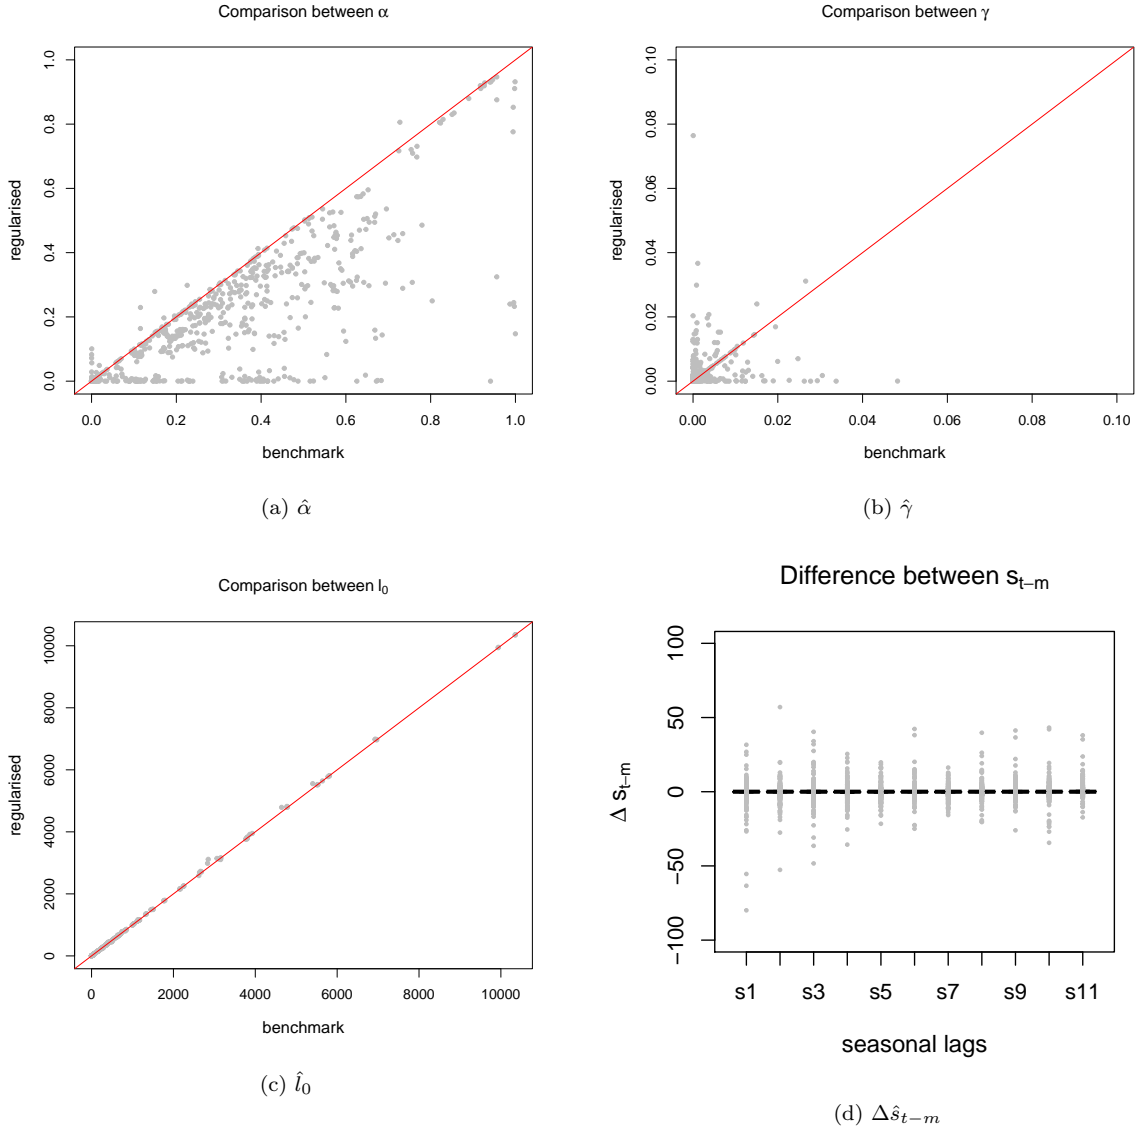 Comparison between α
Comparison between γ
regularised
0.0 0.2 0.4 0.6 0.8 1.0
0.0 0.2 0.4 0.6 0.8 1.0
benchmark
regularised
0.00 0.02 0.04 0.06 0.08 0.10
0.00 0.02 0.04 0.06 0.08 0.10
benchmark
(a) α̂
(b) γ̂
Comparison between l₀
Difference between sₜ₋ₘ
regularised
0 2000 4000 6000 8000 10000
0 2000 4000 6000 8000 10000
benchmark
Δ sₜ₋ₘ
−100 −50 0 50 100
s1 s3 s5 s7 s9 s11
seasonal lags
(c) l̂₀
(d) Δŝₜ₋ₘ